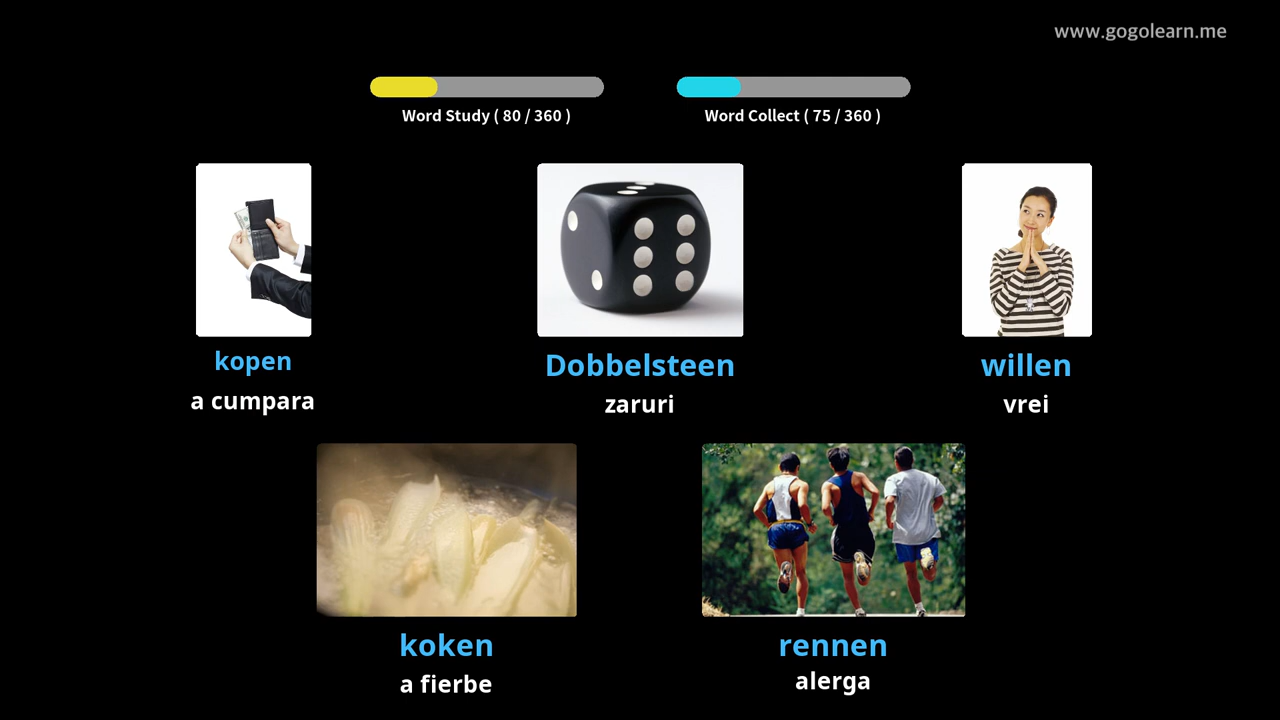 www.gogolearn.me
Word Study ( 80 / 360 )
Word Collect ( 75 / 360 )
kopen
a cumpara
Dobbelsteen
zaruri
willen
vrei
koken
a fierbe
rennen
alerga